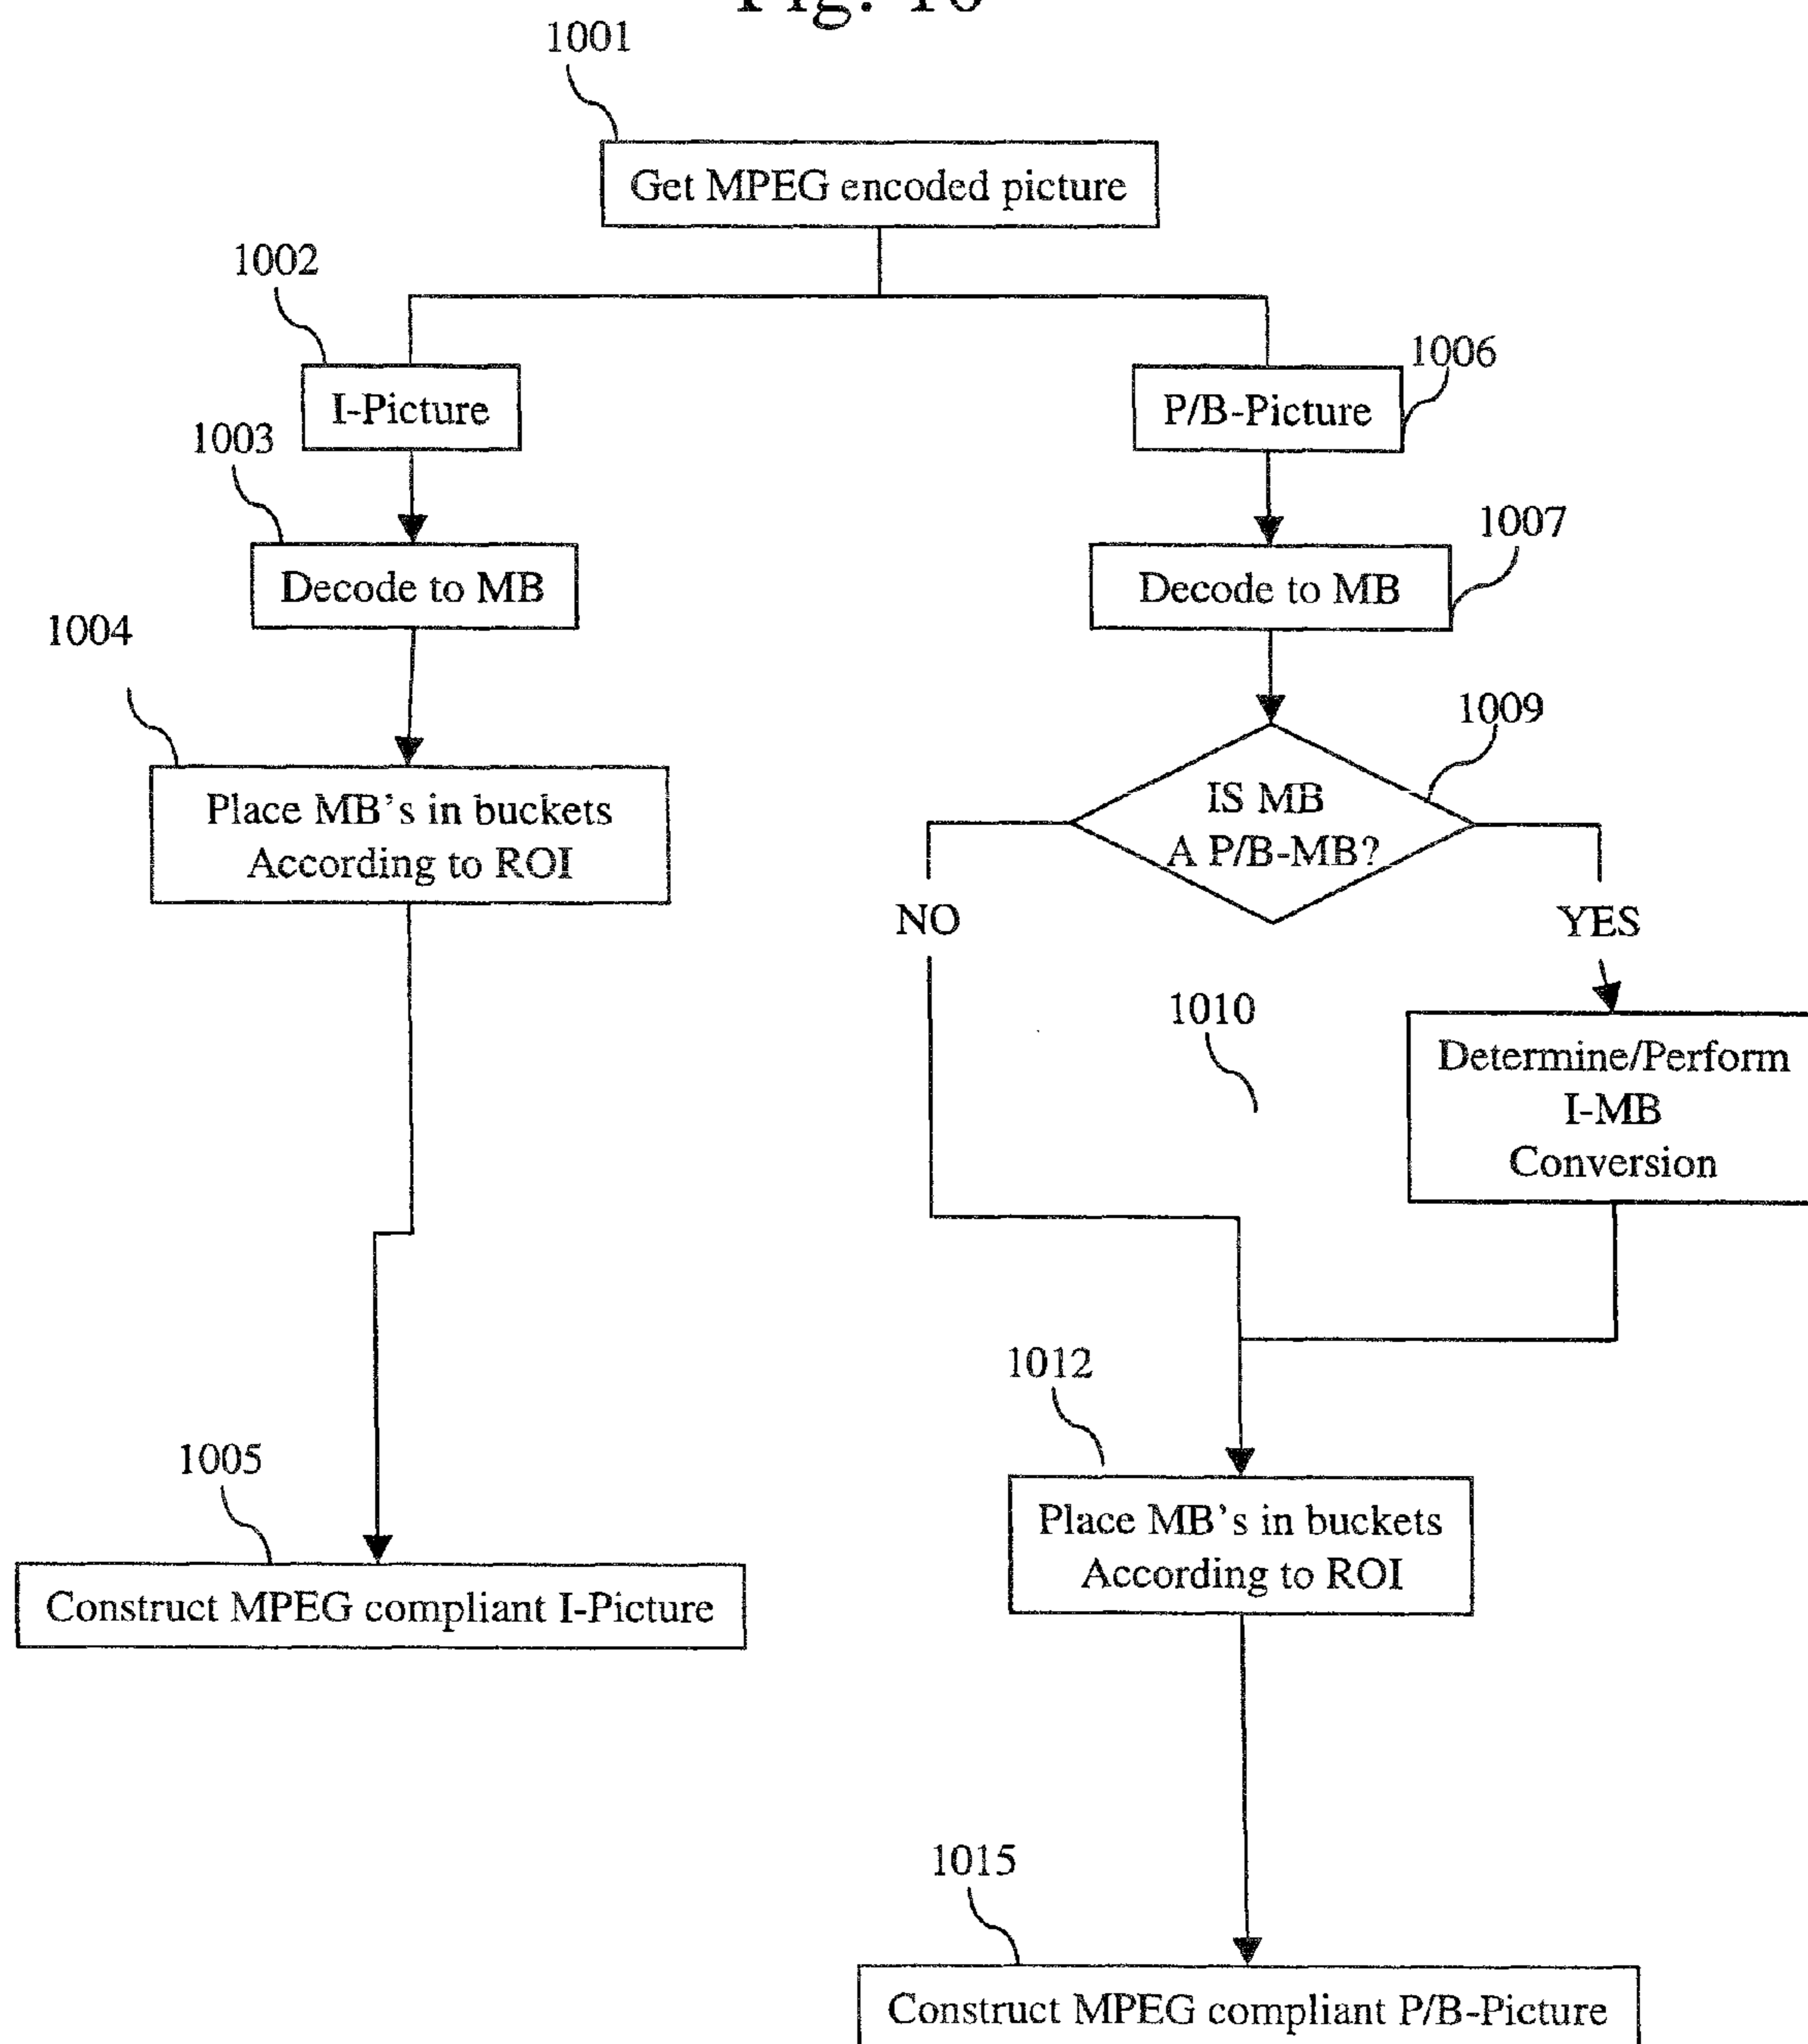 Fig. 10
1001
Get MPEG encoded picture
1002
I-Picture
1006
P/B-Picture
1003
Decode to MB
1007
Decode to MB
1004
Place MB's in buckets
According to ROI
1009
IS MB
A P/B-MB?
NO
YES
1010
Determine/Perform
I-MB
Conversion
1012
Place MB's in buckets
According to ROI
1005
Construct MPEG compliant I-Picture
1015
Construct MPEG compliant P/B-Picture